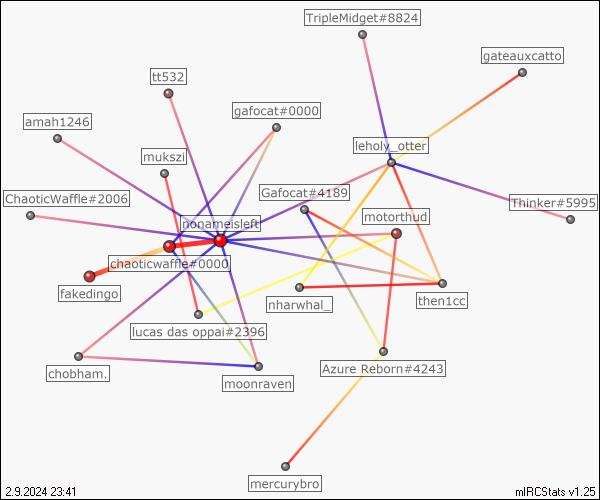 TripleMidget#8824
gateauxcatto
tt532
gafocat#0000
amah1246
leholy_otter
mukszi
Gafocat#4189
ChaoticWaffle#2006
Thinker#5995
motorthud
nonameisleft
chaoticwaffle#0000
fakedingo
then1cc
nharwhal_
lucas das oppai#2396
chobham.
Azure Reborn#4243
moonraven
mercurybro
2.9.2024 23:41
mIRCStats v1.25